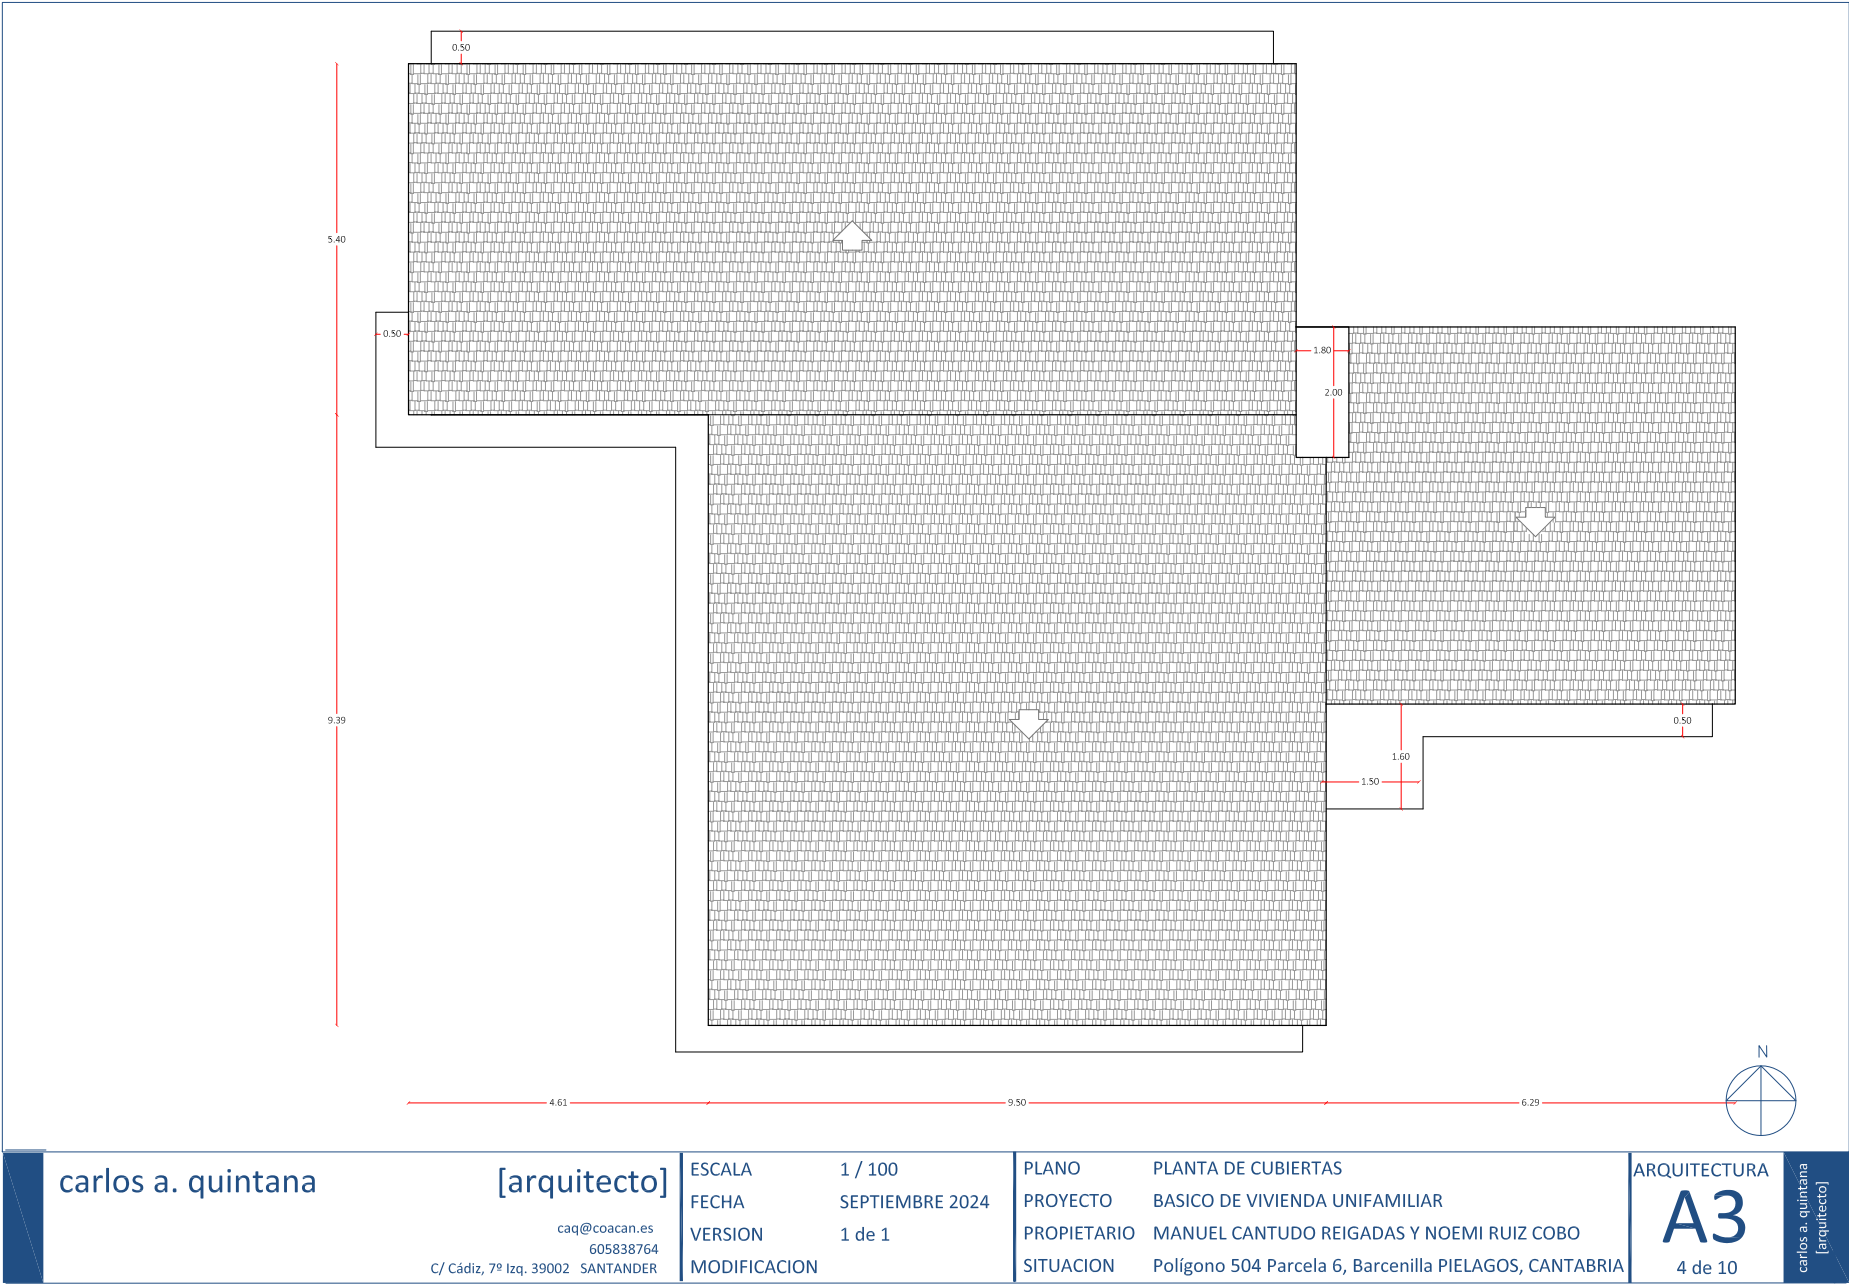 0.50
5.40
0.50
1.80
2.00
9.39
0.50
1.60
1.50
N
4.61
9.50
6.29
carlos a. quintana [arquitecto]
caq@coacan.es
605838764
C/ Cádiz, 7º Izq. 39002 SANTANDER
ESCALA 1 / 100
FECHA SEPTIEMBRE 2024
VERSION 1 de 1
MODIFICACION
PLANO PLANTA DE CUBIERTAS
PROYECTO BASICO DE VIVIENDA UNIFAMILIAR
PROPIETARIO MANUEL CANTUDO REIGADAS Y NOEMI RUIZ COBO
SITUACION Polígono 504 Parcela 6, Barcenilla PIELAGOS, CANTABRIA
ARQUITECTURA
A3
4 de 10
carlos a. quintana
[arquitecto]